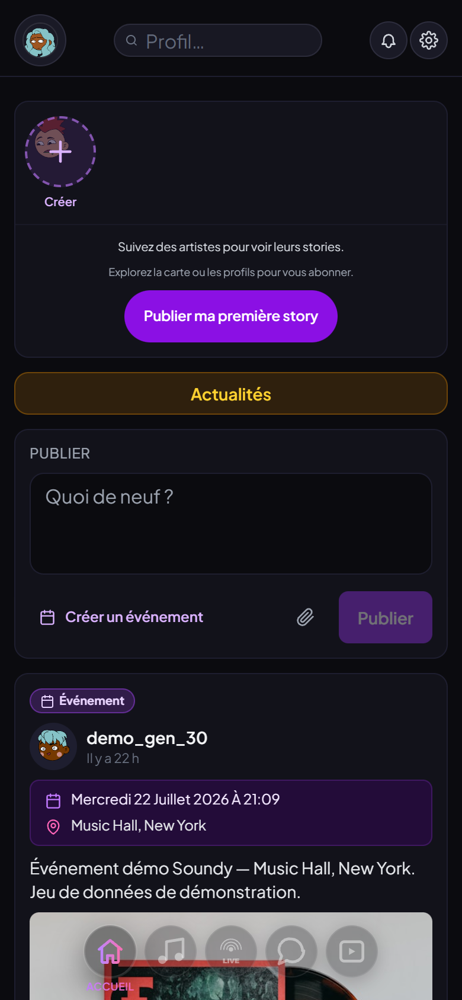 Profil...
Créer
Suivez des artistes pour voir leurs stories.
Explorez la carte ou les profils pour vous abonner.
Publier ma première story
Actualités
PUBLIER
Quoi de neuf ?
Créer un événement
Publier
Événement
demo_gen_30
Il y a 22 h
Mercredi 22 Juillet 2026 À 21:09
Music Hall, New York
Événement démo Soundy — Music Hall, New York.
Jeu de données de démonstration.
LIVE
ACCUEIL